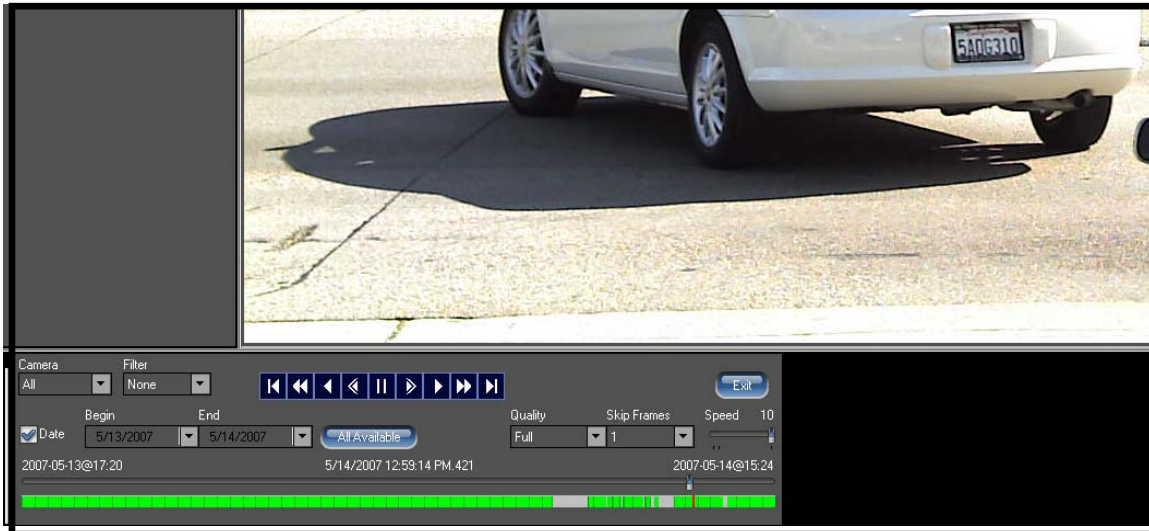 5AQG310
Camera Filter
All None
Exit
Begin End Quality Skip Frames Speed 10
Date 5/13/2007 5/14/2007 All Available Full 1
2007-05-13@17:20 5/14/2007 12:59:14 PM.421 2007-05-14@15:24